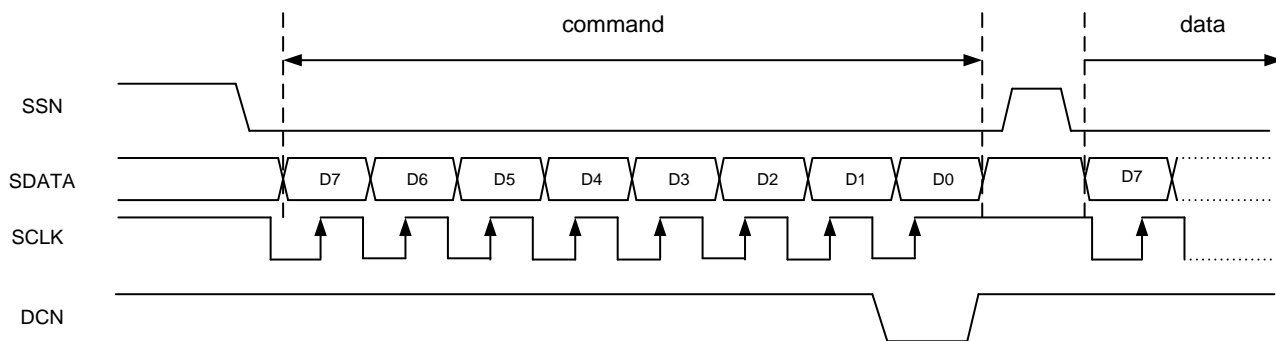 command
data
SSN
SDATA
D7
D6
D5
D4
D3
D2
D1
D0
D7
SCLK
DCN